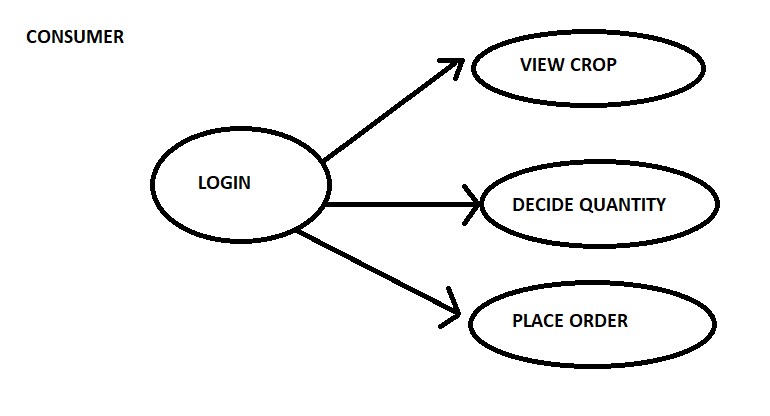 CONSUMER
VIEW CROP
LOGIN
DECIDE QUANTITY
PLACE ORDER